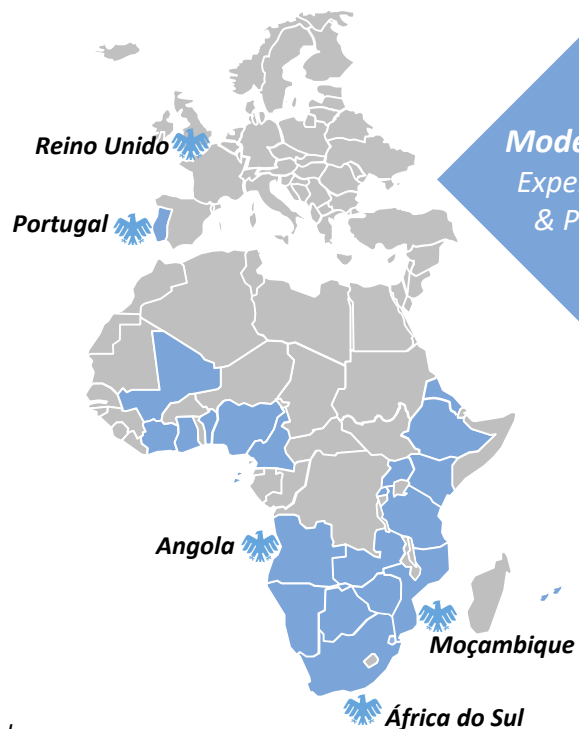 Reino Unido
Portugal
& P
Angola
Moçambique
África do Sul